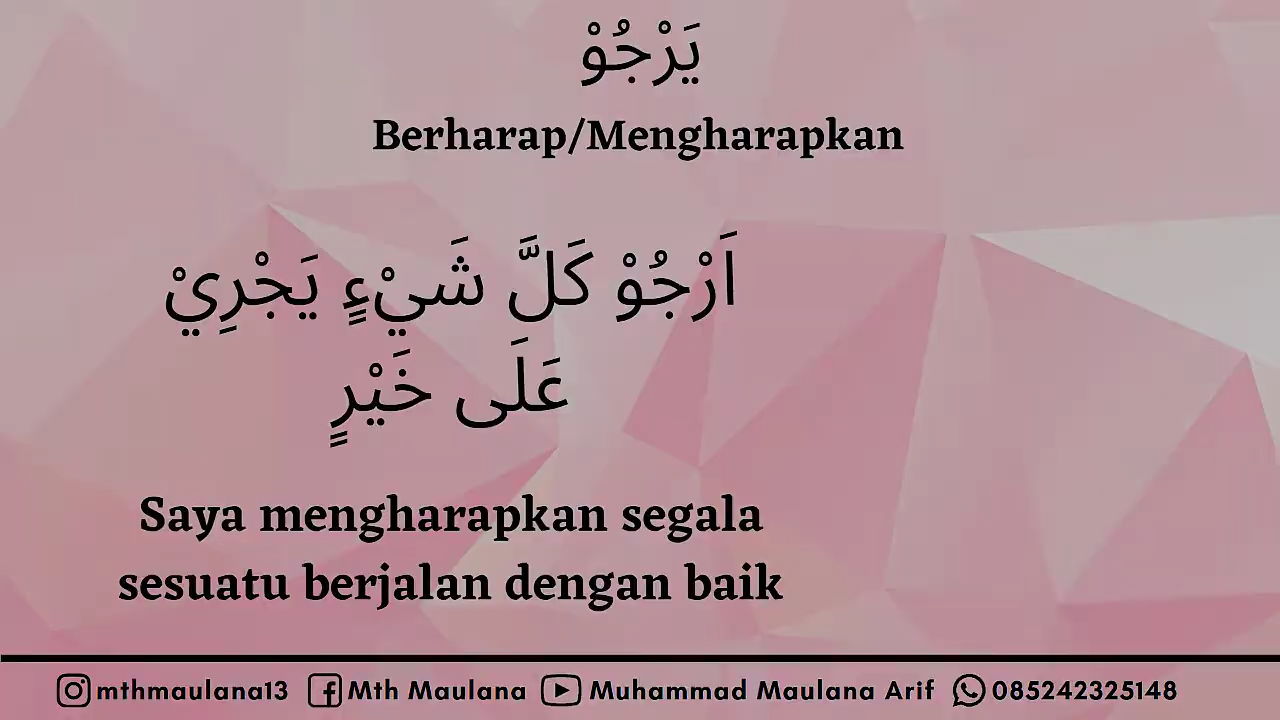 يَرْجُوْ
Berharap/Mengharapkan
اَرْجُوْ كَلَّ شَيْءٍ يَجْرِيْ
عَلَى خَيْرٍ
Saya mengharapkan segala
sesuatu berjalan dengan baik
mthmaulana13 Mth Maulana Muhammad Maulana Arif 085242325148